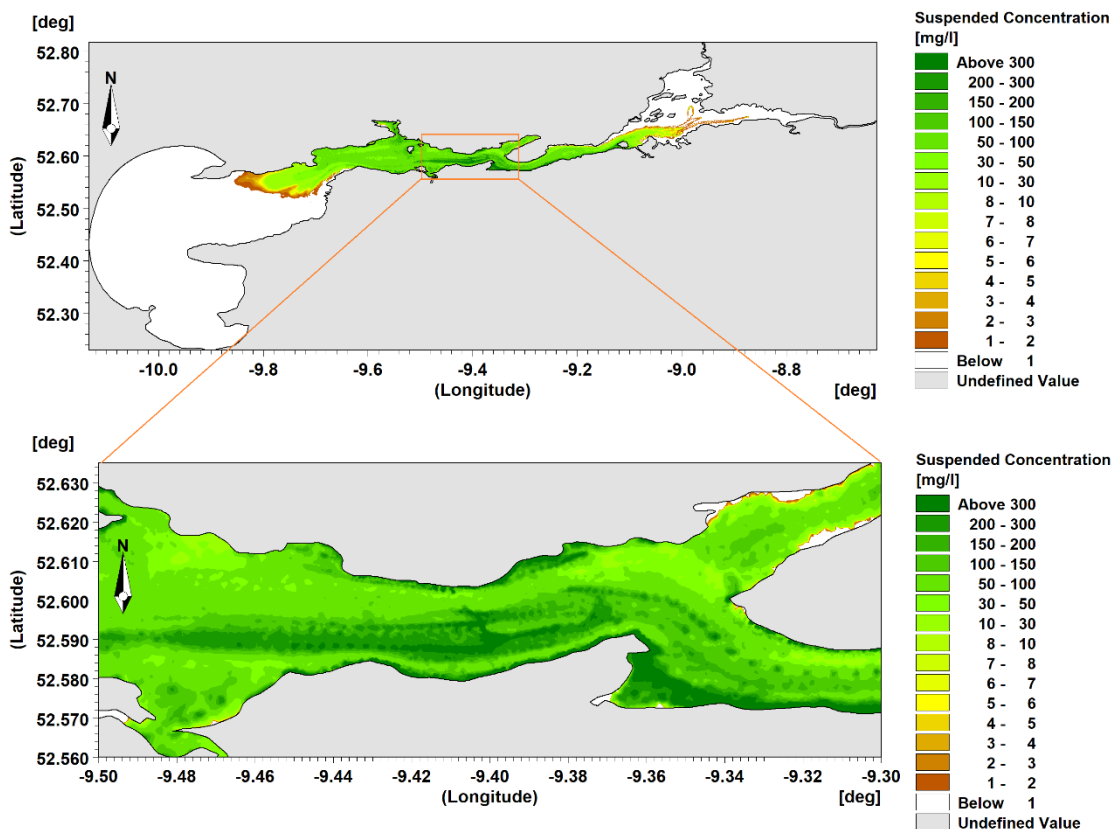 [deg]
52.80
52.70
52.60
52.50
52.40
52.30
(Latitude)
N
-10.0 -9.8 -9.6 -9.4 -9.2 -9.0 -8.8
(Longitude) [deg]
Suspended Concentration
[mg/l]
Above 300
200 - 300
150 - 200
100 - 150
50 - 100
30 - 50
10 - 30
8 - 10
7 - 8
6 - 7
5 - 6
4 - 5
3 - 4
2 - 3
1 - 2
Below 1
Undefined Value
[deg]
52.630
52.620
52.610
52.600
52.590
52.580
52.570
52.560
(Latitude)
N
-9.50 -9.48 -9.46 -9.44 -9.42 -9.40 -9.38 -9.36 -9.34 -9.32 -9.30
(Longitude) [deg]
Suspended Concentration
[mg/l]
Above 300
200 - 300
150 - 200
100 - 150
50 - 100
30 - 50
10 - 30
8 - 10
7 - 8
6 - 7
5 - 6
4 - 5
3 - 4
2 - 3
1 - 2
Below 1
Undefined Value